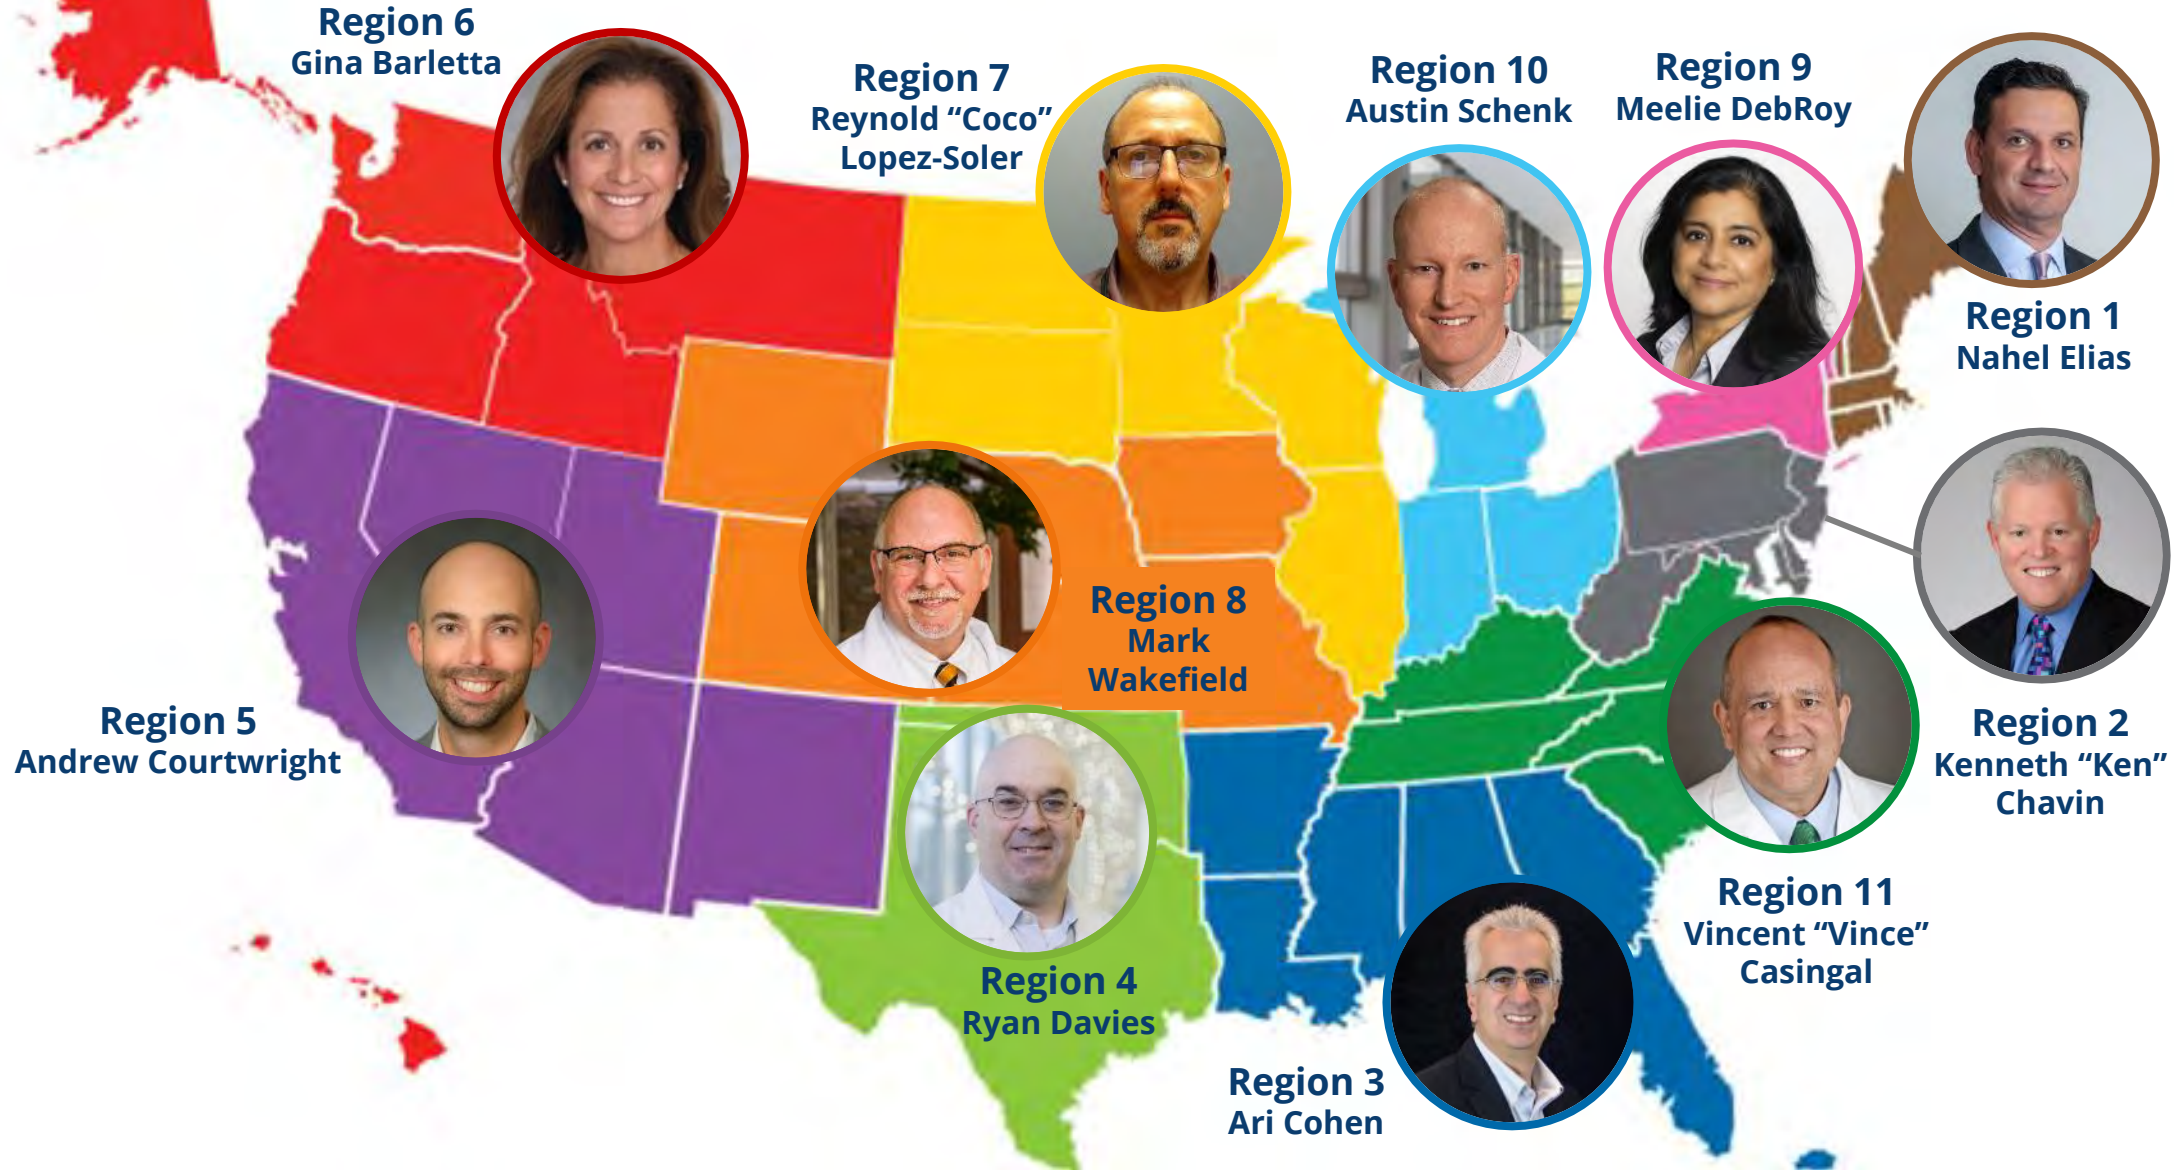 Region 6
Gina Barletta
Region 7
Reynold “Coco”
Lopez-Soler
Region 10
Austin Schenk
Region 9
Meelie DebRoy
Region 1
Nahel Elias
Region 8
Mark
Wakefield
Region 5
Andrew Courtwright
Region 2
Kenneth “Ken”
Chavin
Region 11
Vincent “Vince”
Casingal
Region 4
Ryan Davies
Region 3
Ari Cohen